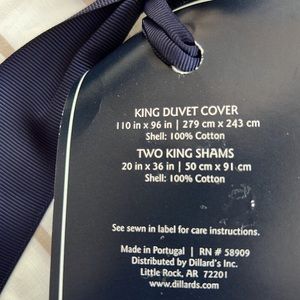 KING DUVET COVER
110 in x 96 in | 279 cm x 243 cm
Shell: 100% Cotton
TWO KING SHAMS
20 in x 36 in | 50 cm x 91 cm
Shell: 100% Cotton
See sewn in label for care instructions.
Made in Portugal | RN # 58909
Distributed by Dillard's Inc.
Little Rock, AR 72201
www.dillards.com